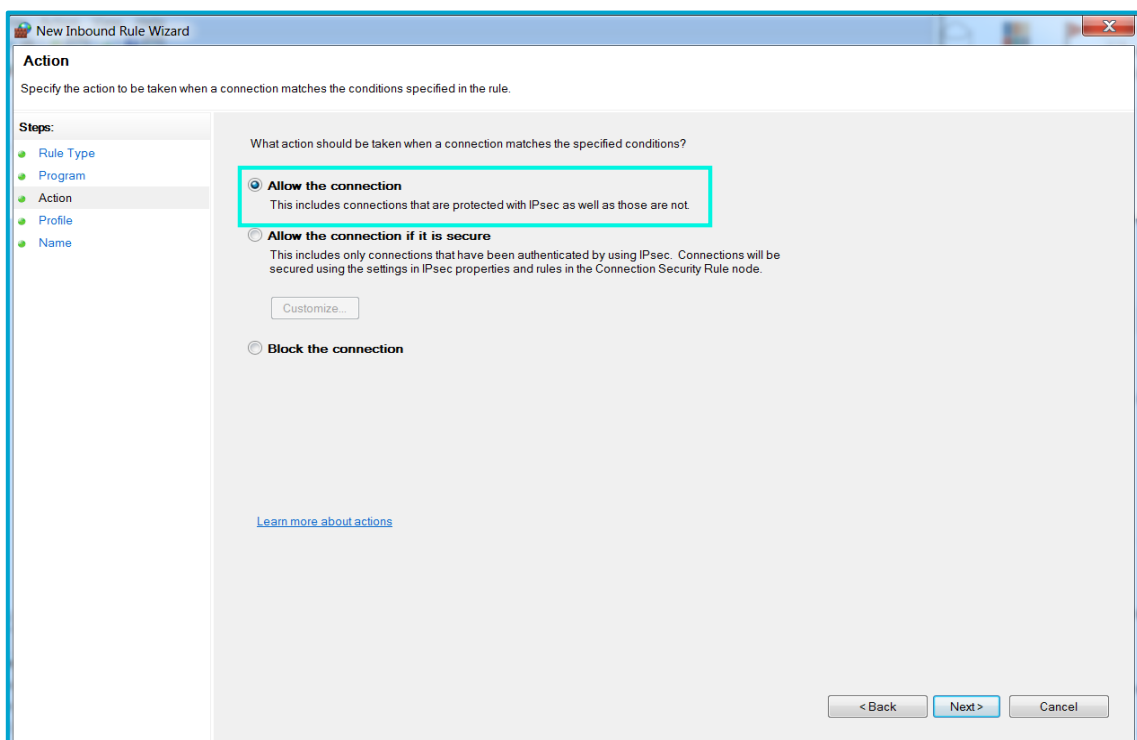 New Inbound Rule Wizard
Action
Specify the action to be taken when a connection matches the conditions specified in the rule.
Steps:
Rule Type
Program
Action
Profile
Name
What action should be taken when a connection matches the specified conditions?
Allow the connection
This includes connections that are protected with IPsec as well as those are not.
Allow the connection if it is secure
This includes only connections that have been authenticated by using IPsec. Connections will be
secured using the settings in IPsec properties and rules in the Connection Security Rule node.
Customize...
Block the connection
Learn more about actions
< Back
Next >
Cancel